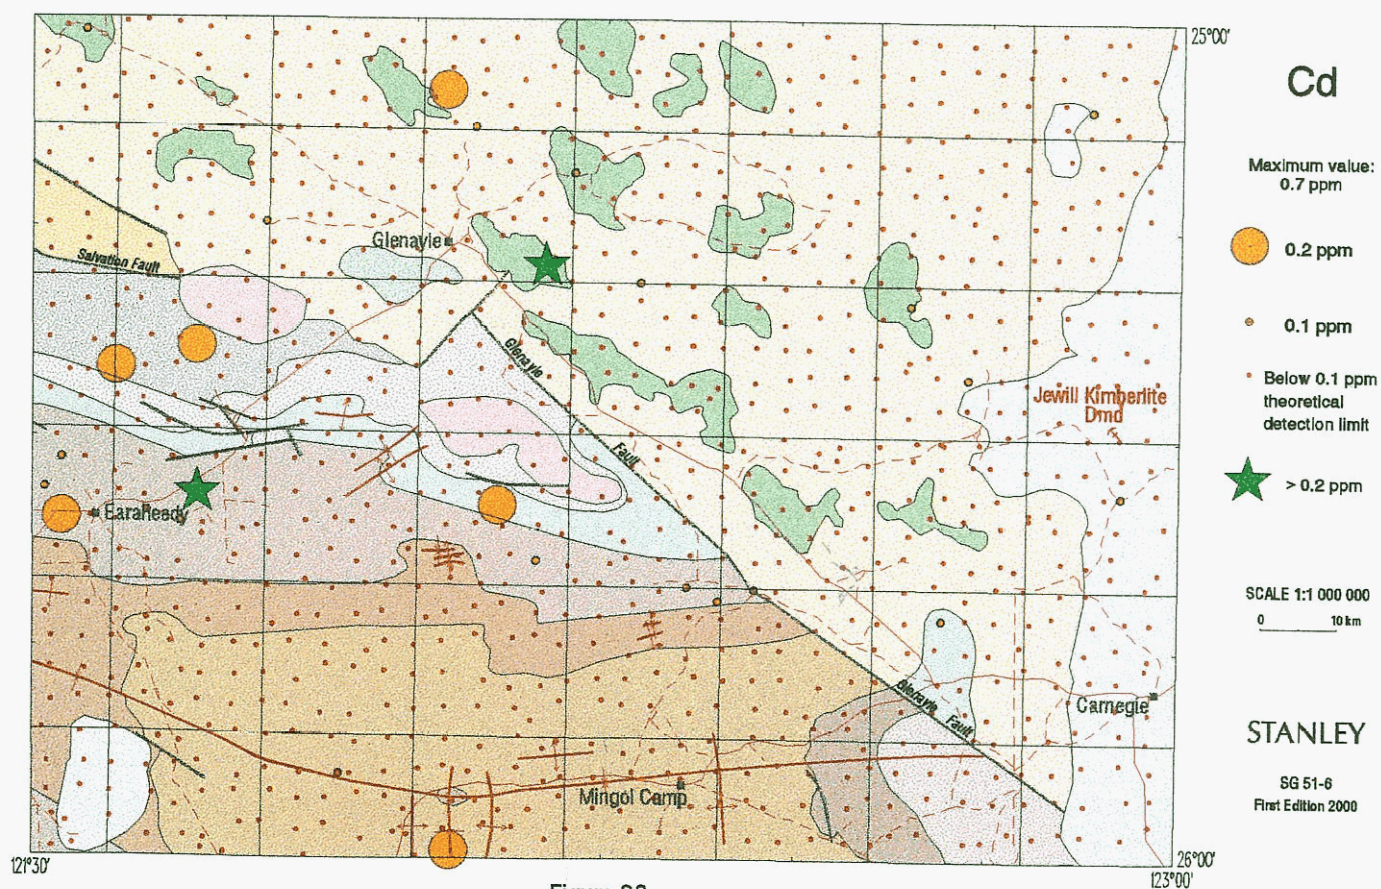 25°00'
Cd
Maximum value:
0.7 ppm
0.2 ppm
0.1 ppm
Below 0.1 ppm
theoretical
detection limit
> 0.2 ppm
SCALE 1:1 000 000
0 10 km
STANLEY
SG 51-6
First Edition 2000
Glenayle
Salvation Fault
Glenayle
Fault
Jewill Kimberlite
Dmd
Earaheedy
Glenayle Fault
Carnegie
Mingol Camp
121°30'
26°00'
123°00'